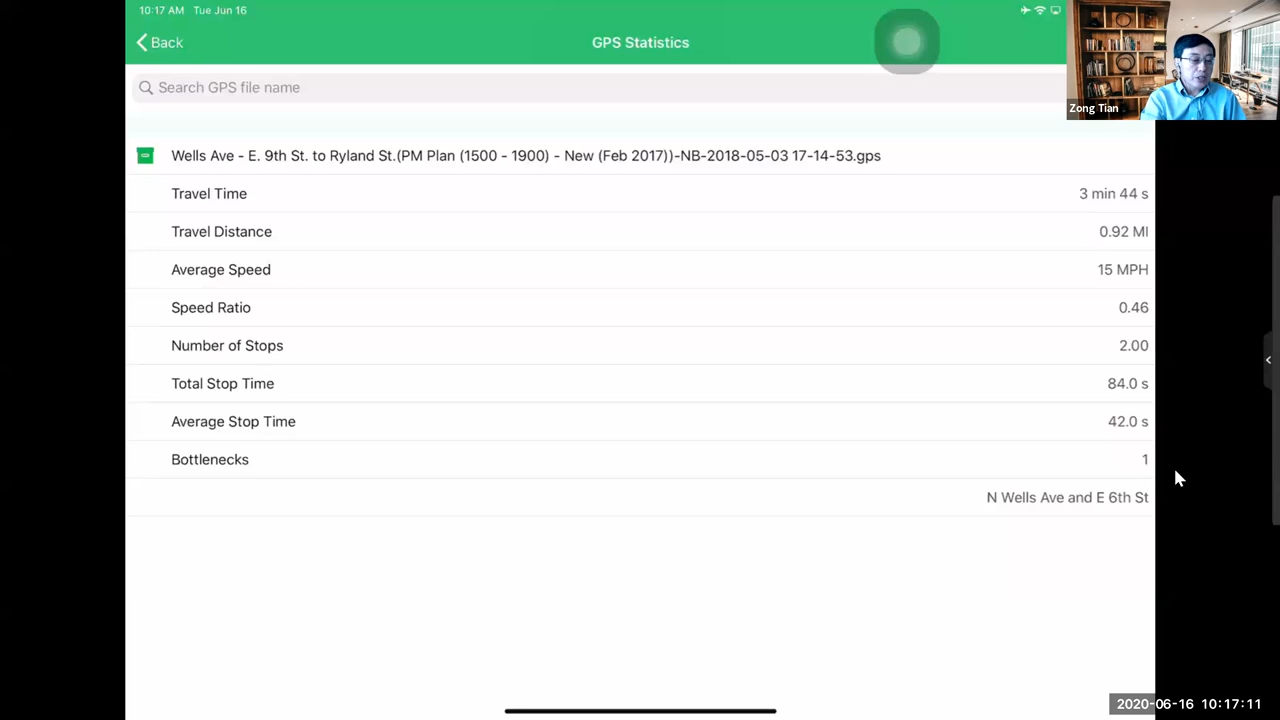 10:17 AM Tue Jun 16
Back
GPS Statistics
Search GPS file name
Zong Tian
Wells Ave - E. 9th St. to Ryland St.(PM Plan (1500 - 1900) - New (Feb 2017))-NB-2018-05-03 17-14-53.gps
Travel Time 3 min 44 s
Travel Distance 0.92 MI
Average Speed 15 MPH
Speed Ratio 0.46
Number of Stops 2.00
Total Stop Time 84.0 s
Average Stop Time 42.0 s
Bottlenecks 1
N Wells Ave and E 6th St
2020-06-16 10:17:11